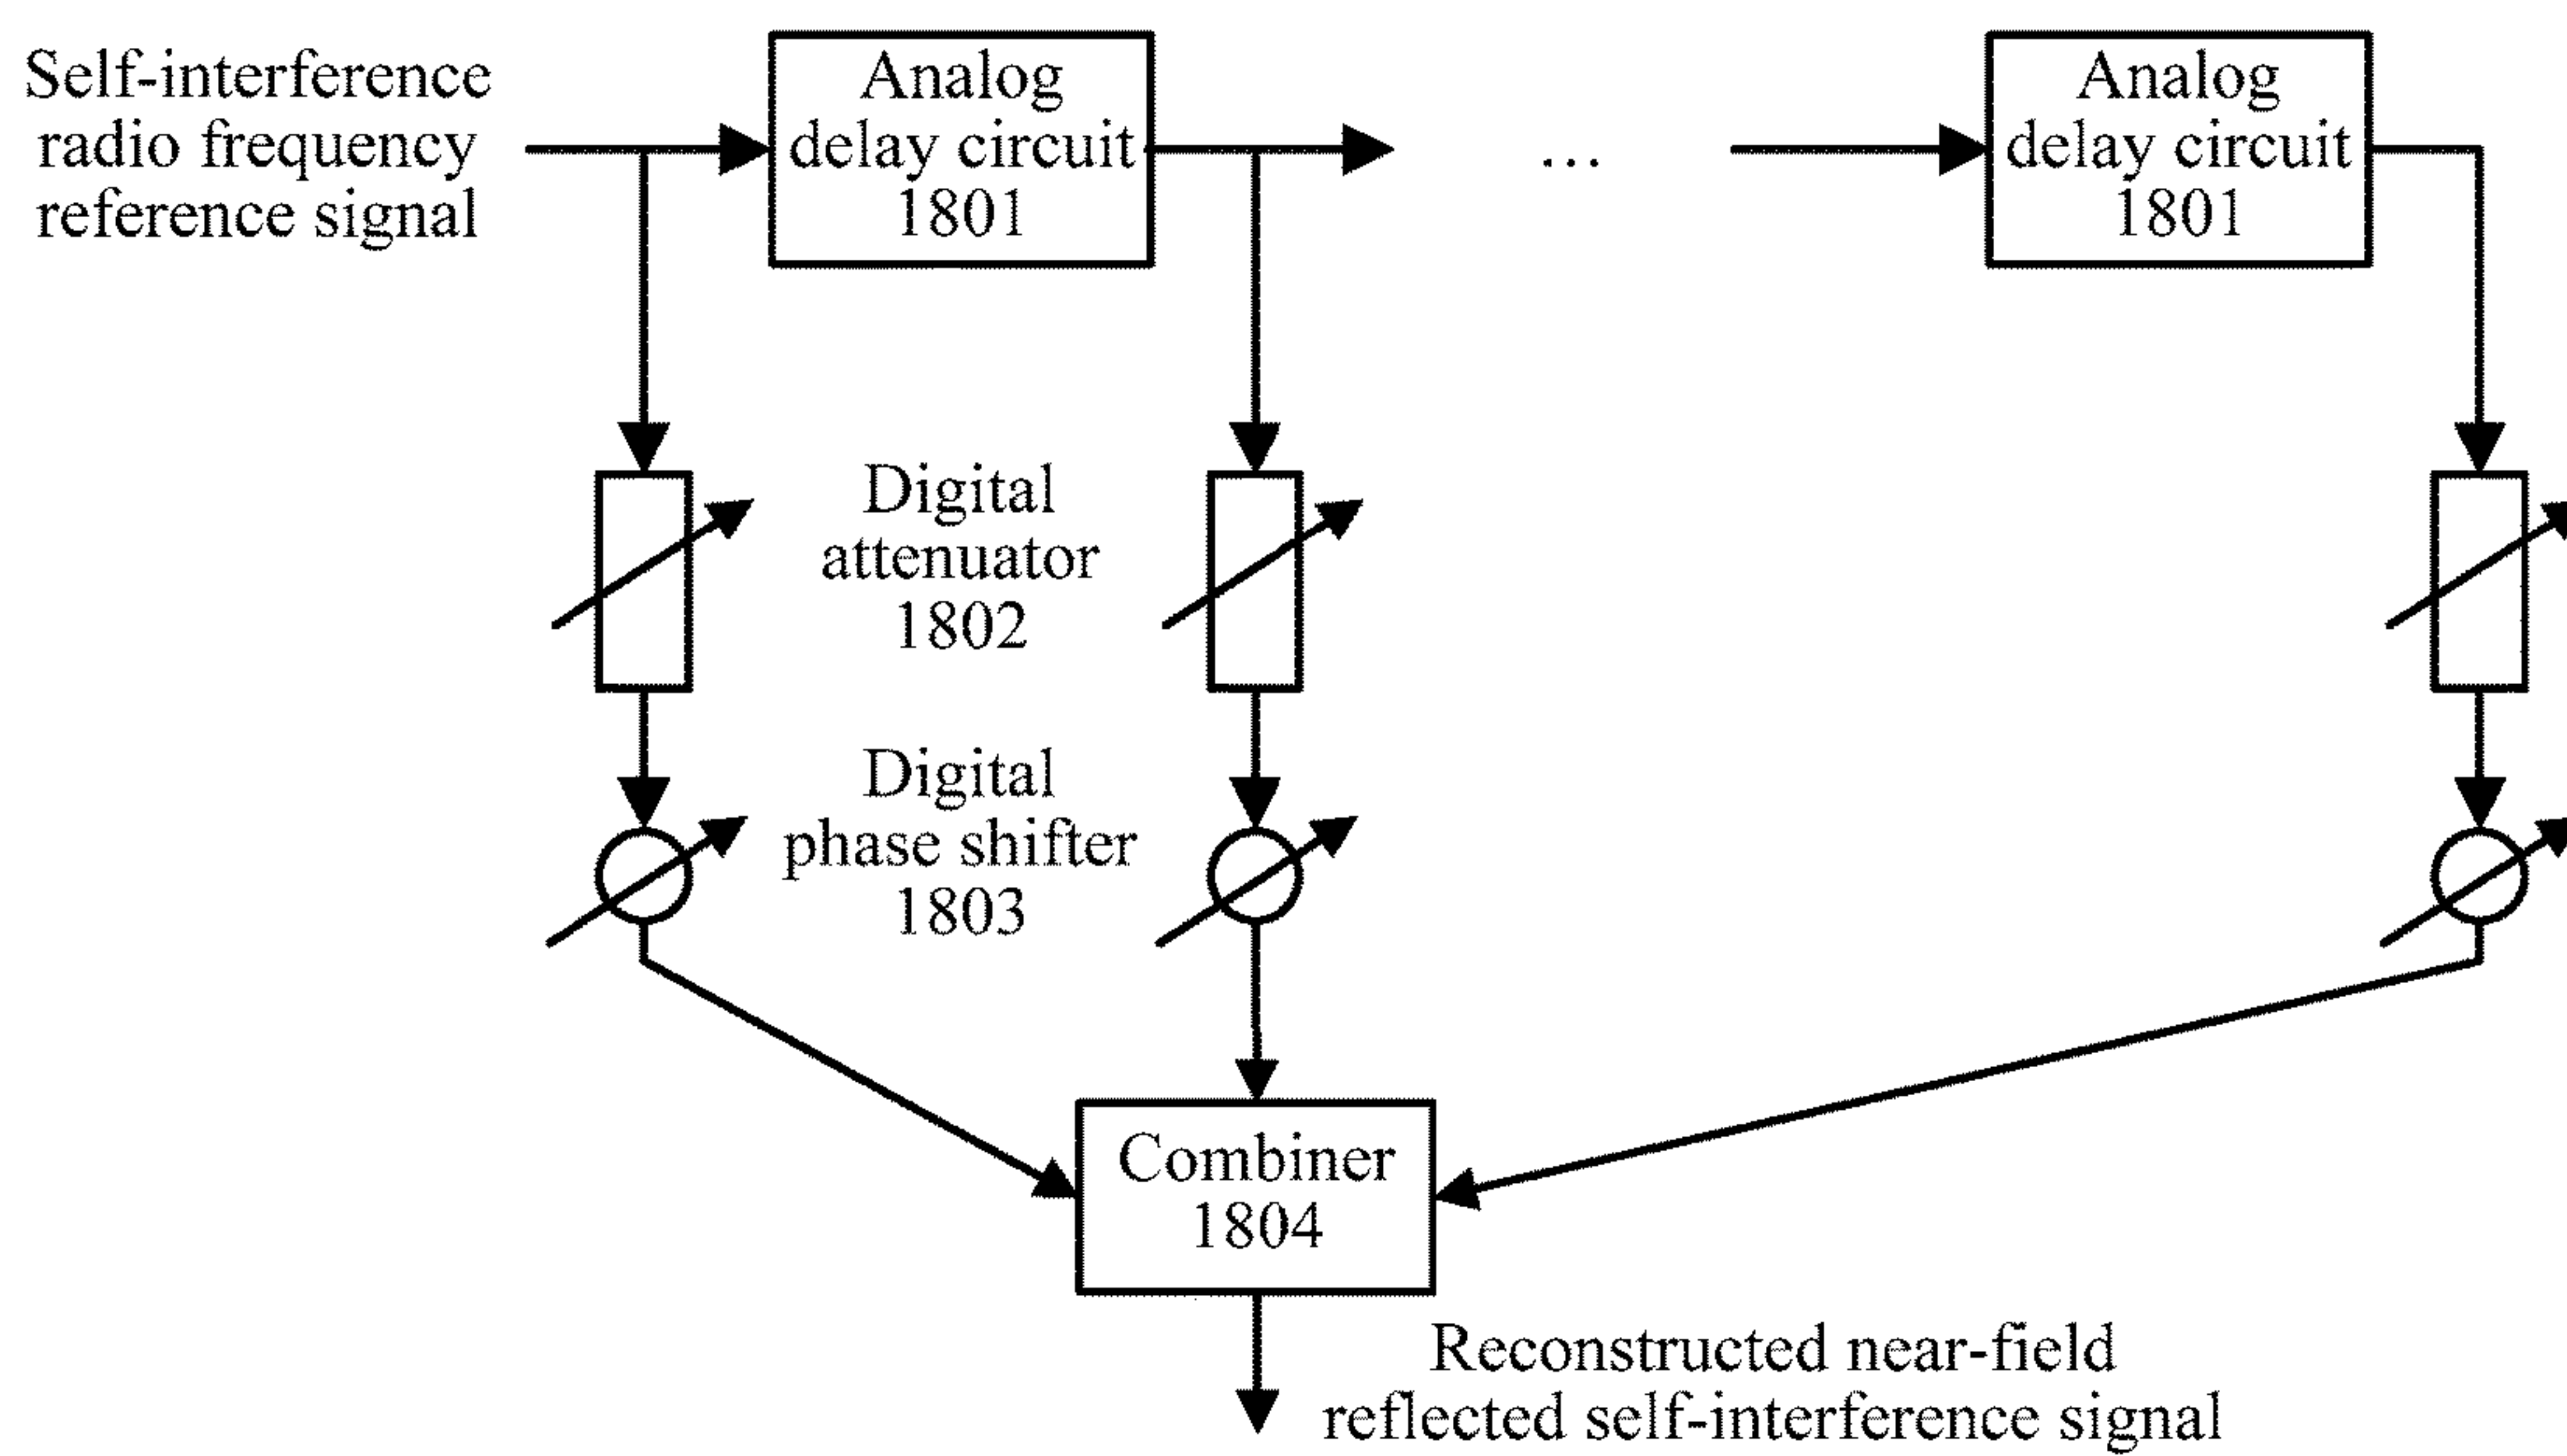 Self-interference
radio frequency
reference signal
Analog
delay circuit
1801
...
Analog
delay circuit
1801
Digital
attenuator
1802
Digital
phase shifter
1803
Combiner
1804
Reconstructed near-field
reflected self-interference signal